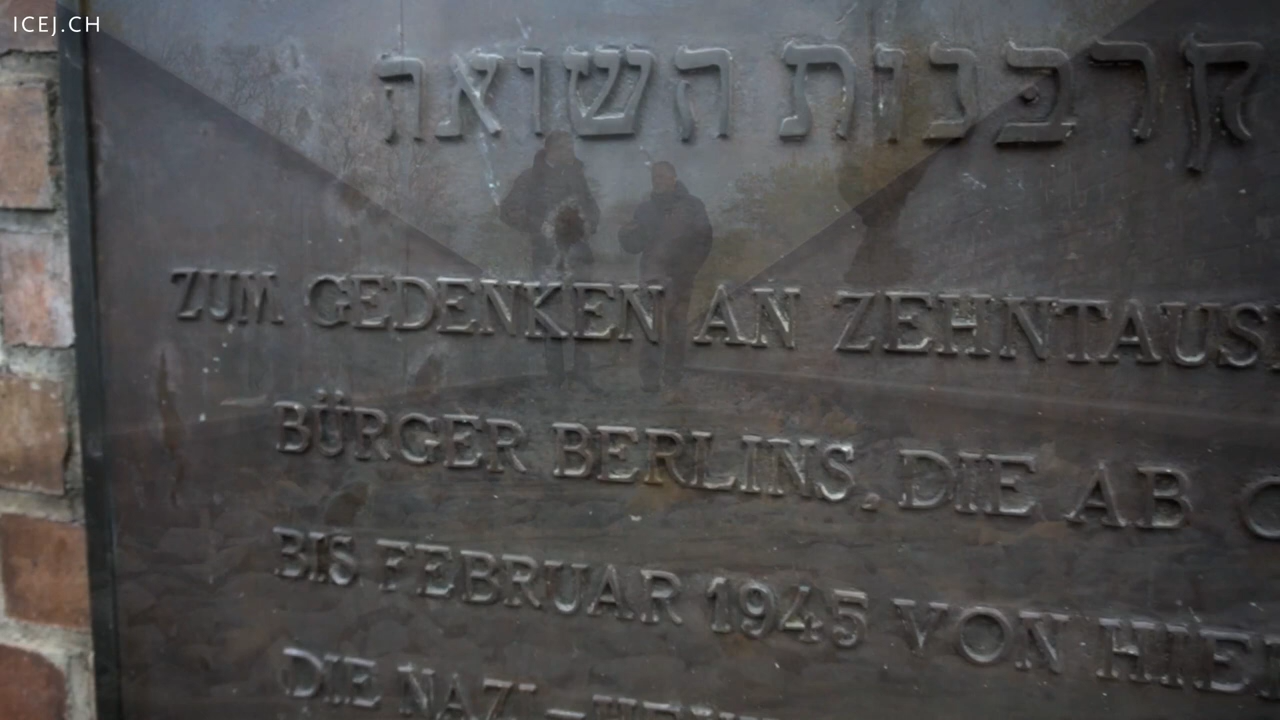 ICEJ.CH
קרבנות השואה
ZUM GEDENKEN AN ZEHNTAUS
BÜRGER BERLINS, DIE AB
BIS FEBRUAR 1945 VON HIE
DIE NAZI-